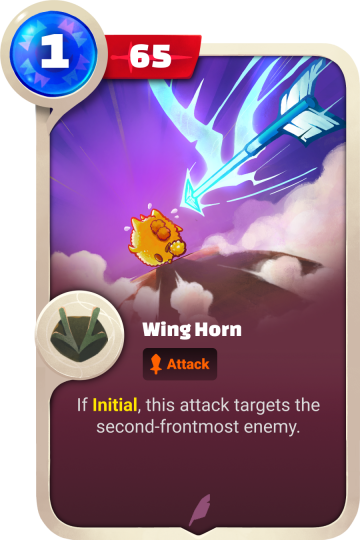 1
65
Wing Horn
Attack
If Initial, this attack targets the
second-frontmost enemy.